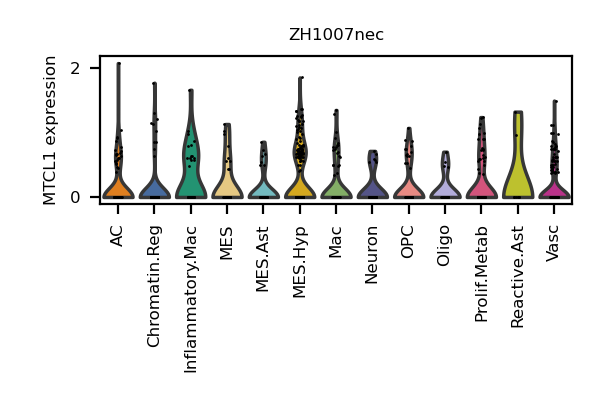 ZH1007nec
MTCL1 expression
2
0
AC
Chromatin.Reg
Inflammatory.Mac
MES
MES.Ast
MES.Hyp
Mac
Neuron
OPC
Oligo
Prolif.Metab
Reactive.Ast
Vasc